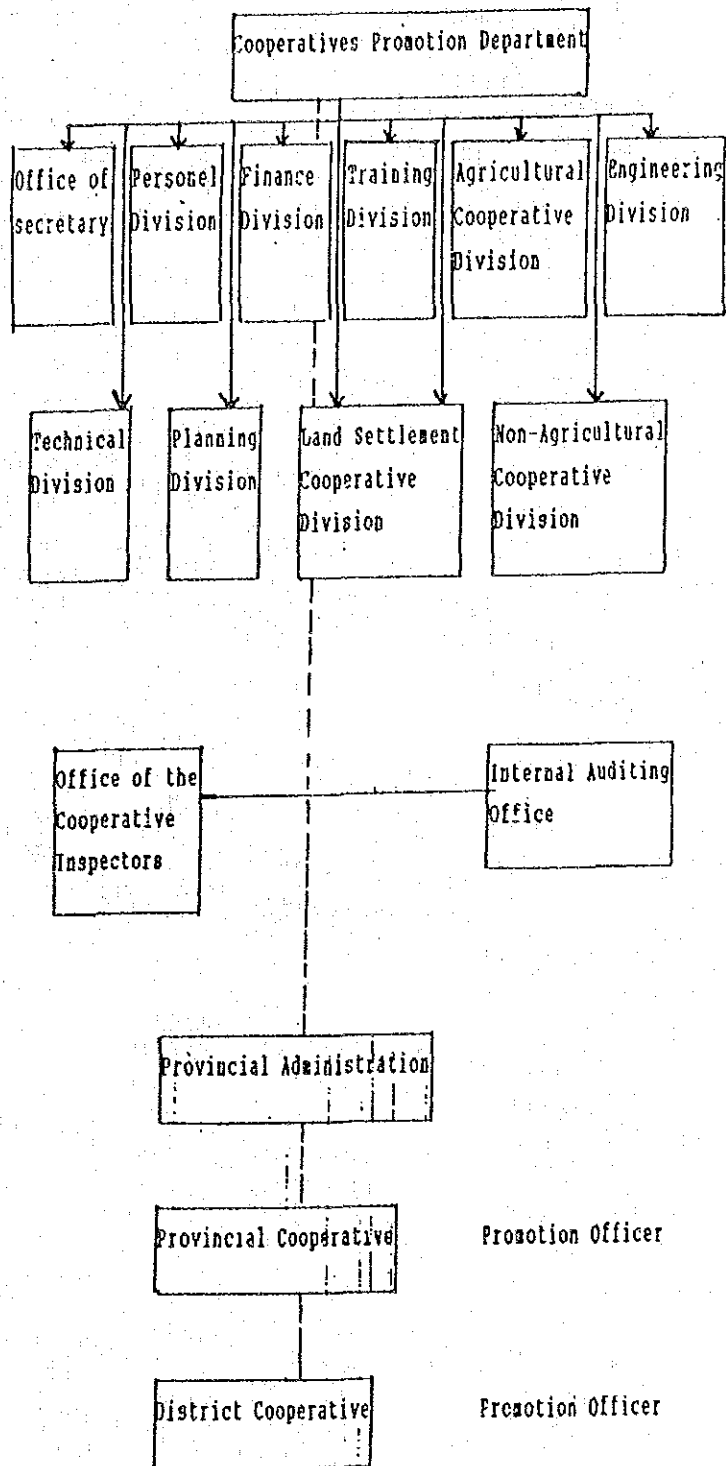 Cooperatives Promotion Department
Office of
secretary
Personel
Division
Finance
Division
Training
Division
Agricultural
Cooperative
Division
Engineering
Division
Technical
Division
Planning
Division
Land Settlement
Cooperative
Division
Non-Agricultural
Cooperative
Division
Office of the
Cooperative
Inspectors
Internal Auditing
Office
Provincial Administration
Provincial Cooperative Promotion Officer
District Cooperative Promotion Officer